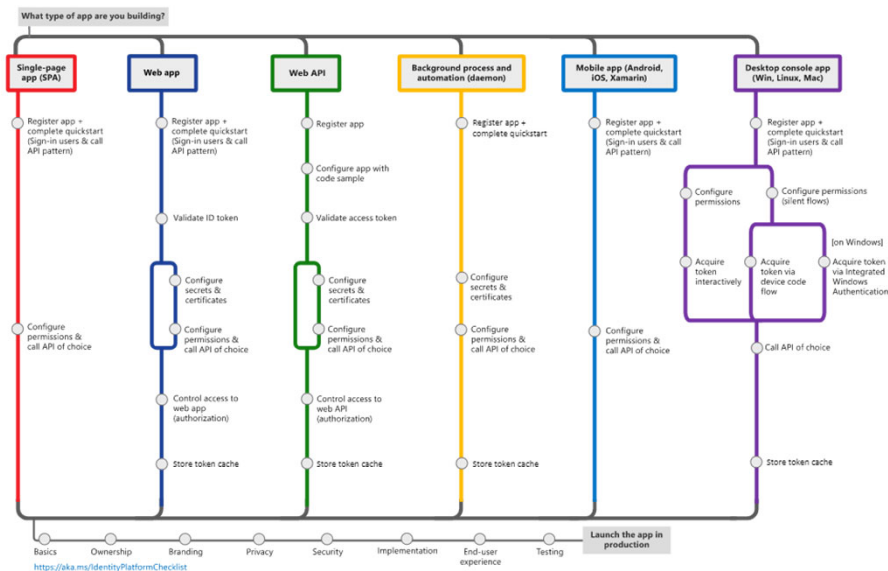 What type of app are you building?
Single-page
app (SPA)
Web app
Web API
Background process and
automation (daemon)
Mobile app (Android,
iOS, Xamarin)
Desktop console app
(Win, Linux, Mac)
Register app +
complete quickstart
(Sign-in users & call
API pattern)
Configure
permissions &
call API of choice
Register app +
complete quickstart
(Sign-in users & call
API pattern)
Validate ID token
Configure
secrets &
certificates
Configure
permissions &
call API of choice
Control access to
web app
(authorization)
Store token cache
Register app
Configure app with
code sample
Validate access token
Configure
secrets &
certificates
Configure
permissions &
call API of choice
Control access to
web API
(authorization)
Store token cache
Register app +
complete quickstart
Configure
secrets &
certificates
Configure
permissions &
call API of choice
Store token cache
Register app +
complete quickstart
(Sign-in users & call
API pattern)
Configure
permissions &
call API of choice
Register app +
complete quickstart
(Sign-in users & call
API pattern)
Configure
permissions
Configure permissions
(silent flows)
[on Windows]
Acquire
token
interactively
Acquire
token via
device code
flow
Acquire token
via Integrated
Windows
Authentication
Call API of choice
Store token cache
Launch the app in
production
Basics
Ownership
Branding
Privacy
Security
Implementation
End-user
experience
Testing
https://aka.ms/IdentityPlatformChecklist